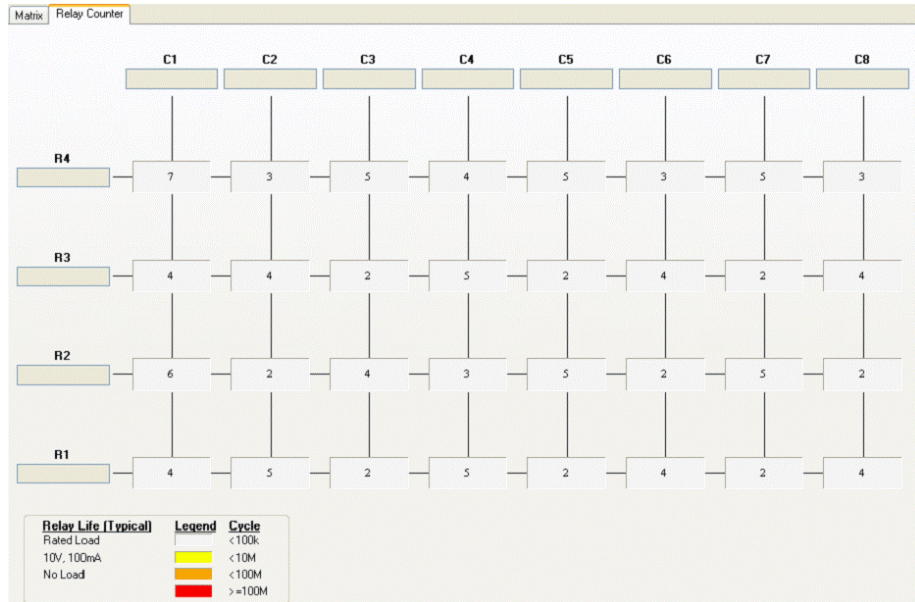 Matrix Relay Counter
C1 C2 C3 C4 C5 C6 C7 C8
R4
7 3 5 4 5 3 5 3
R3
4 4 2 5 2 4 2 4
R2
6 2 4 3 5 2 5 2
R1
4 5 2 5 2 4 2 4
Relay Life (Typical) Legend Cycle
Rated Load <100k
10V, 100mA <10M
No Load <100M
>=100M